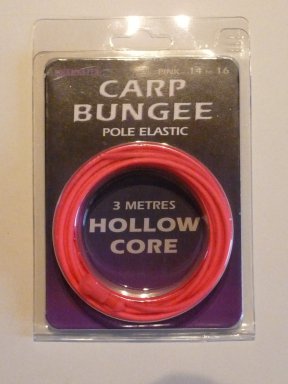 PINK 14 to 16
CARP
BUNGEE
POLE ELASTIC
3 METRES
HOLLOW
CORE